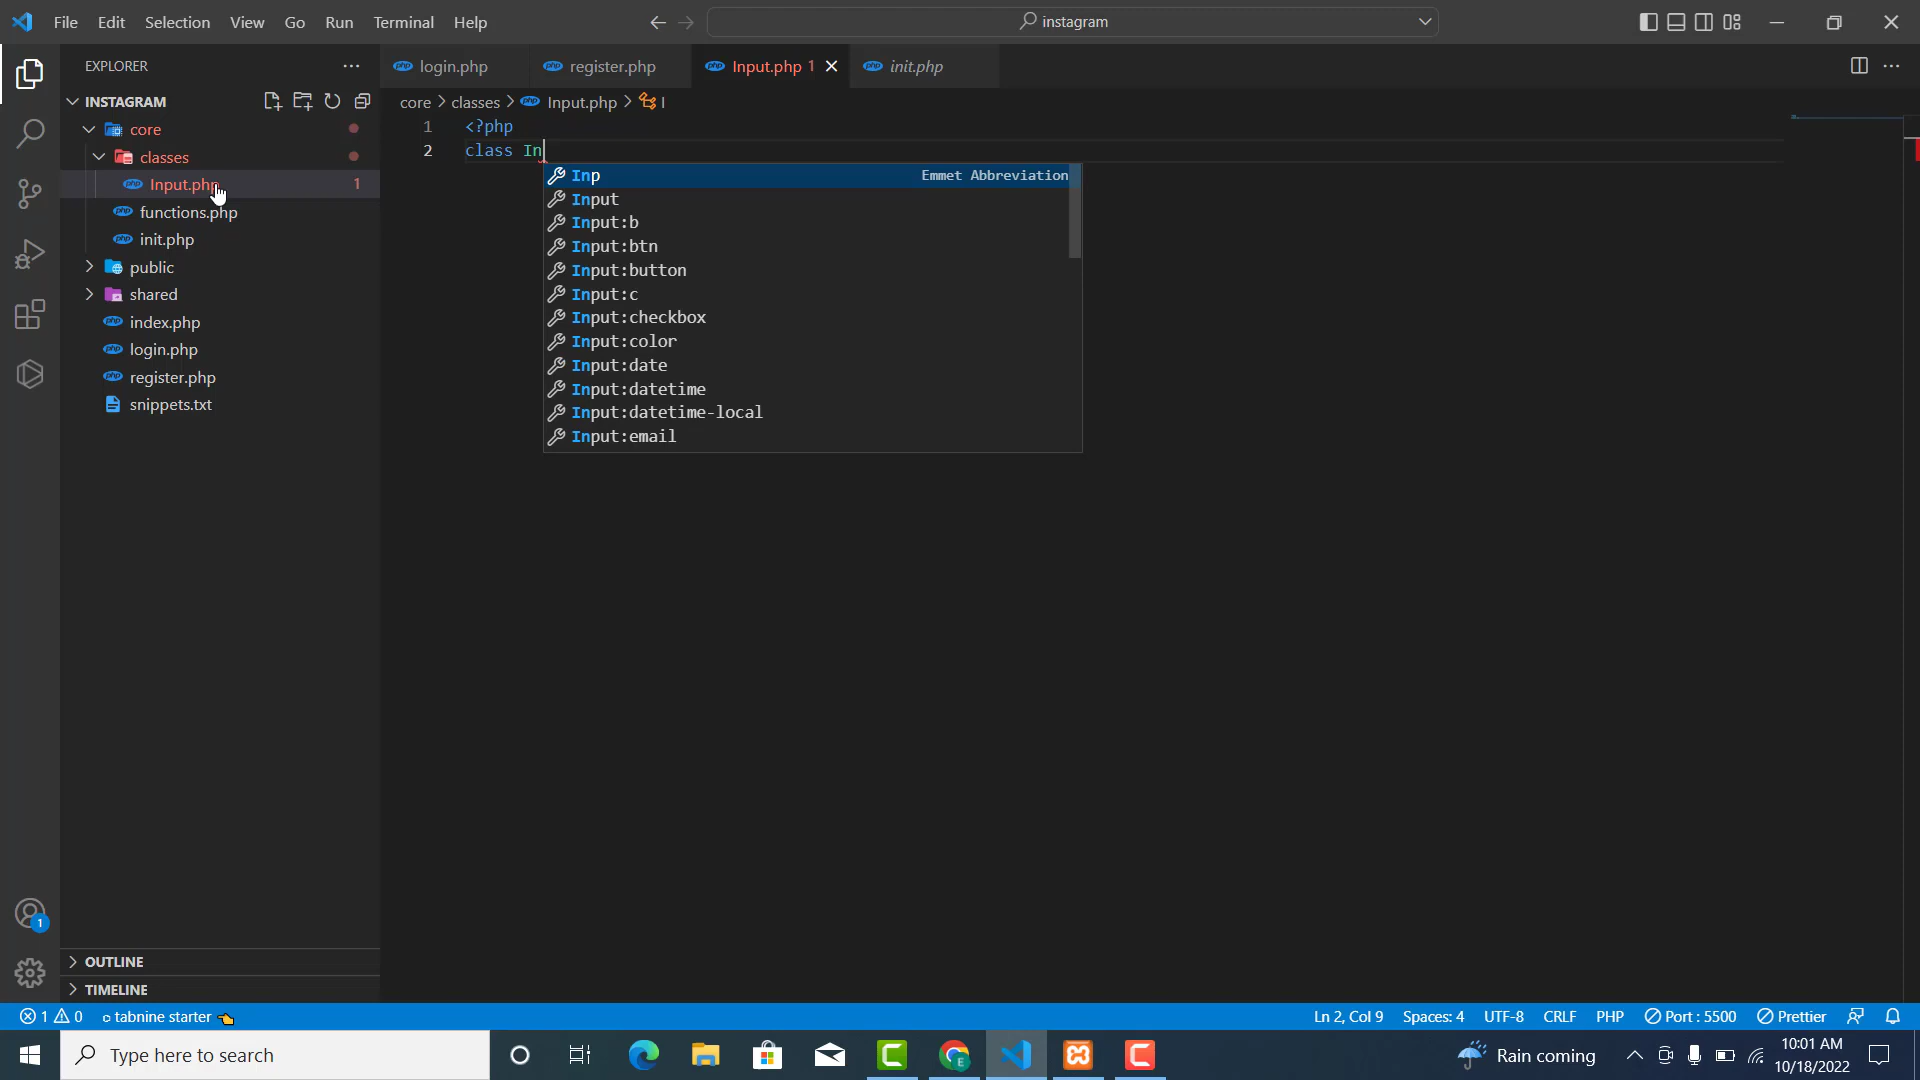 File Edit Selection View Go Run Terminal Help
instagram
EXPLORER
INSTAGRAM
core
classes
Input.php 1
functions.php
init.php
public
shared
index.php
login.php
register.php
snippets.txt
OUTLINE
TIMELINE
login.php register.php Input.php 1 init.php
core classes Input.php I
1 <?php
2 class In
Inp Emmet Abbreviation
Input
Input:b
Input:btn
Input:button
Input:c
Input:checkbox
Input:color
Input:date
Input:datetime
Input:datetime-local
Input:email
1
1 0 tabnine starter Ln 2, Col 9 Spaces: 4 UTF-8 CRLF PHP Port : 5500 Prettier
Type here to search
E
Rain coming
10:01 AM
10/18/2022